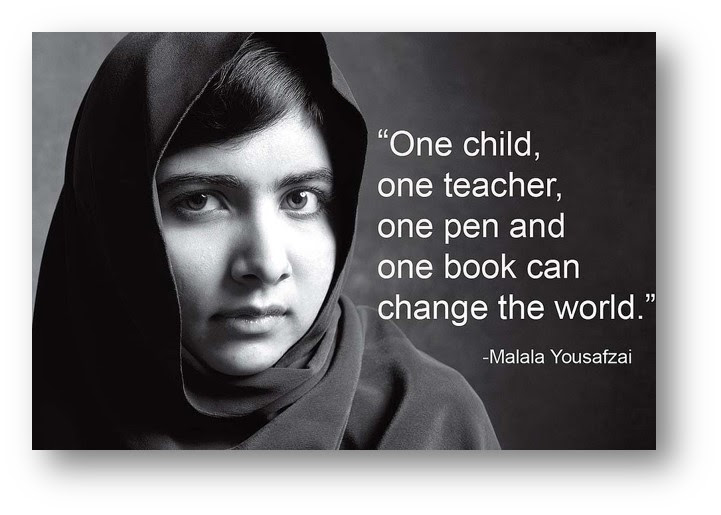 “One child,
one teacher,
one pen and
one book can
change the world.”
-Malala Yousafzai